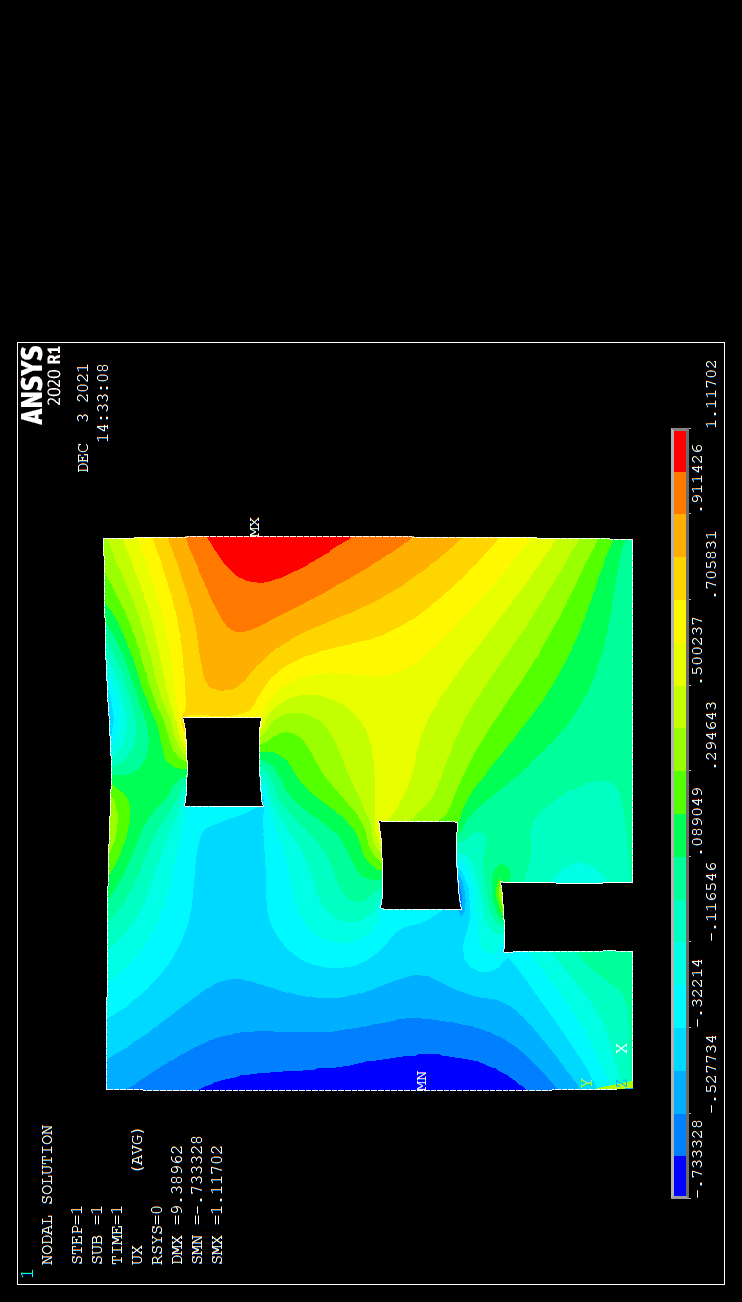 1
NODAL SOLUTION
STEP=1
SUB =1
TIME=1
UX (AVG)
RSYS=0
DMX =9.38962
SMN =-.733328
SMX =1.11702
ANSYS
2020 R1
DEC 3 2021
14:33:08
MX
MN
Y
Z X
-.733328
-.527734
-.32214
-.116546
.089049
.294643
.500237
.705831
.911426
1.11702